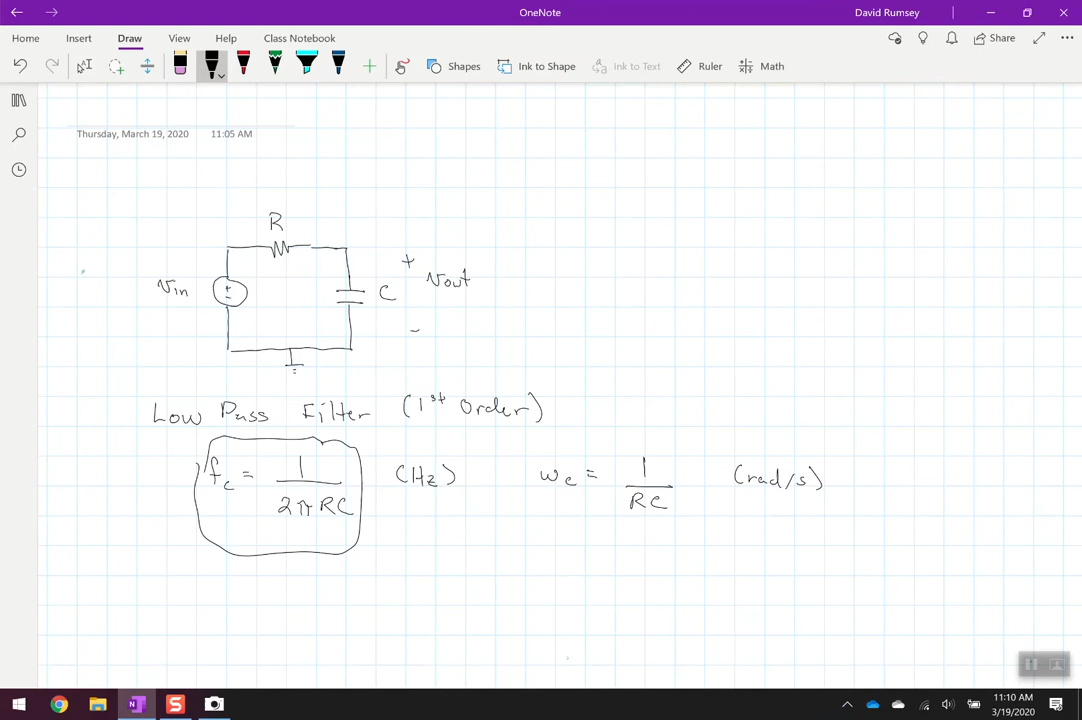 OneNote
David Rumsey
Home Insert Draw View Help Class Notebook
Share
Shapes Ink to Shape Ink to Text Ruler Math
Thursday, March 19, 2020 11:05 AM
R
Vin
+
-
C
+
Vout
-
Low Pass Filter (1st Order)
fc = 1/2πRC (Hz) ωc = 1/RC (rad/s)
11:10 AM
3/19/2020